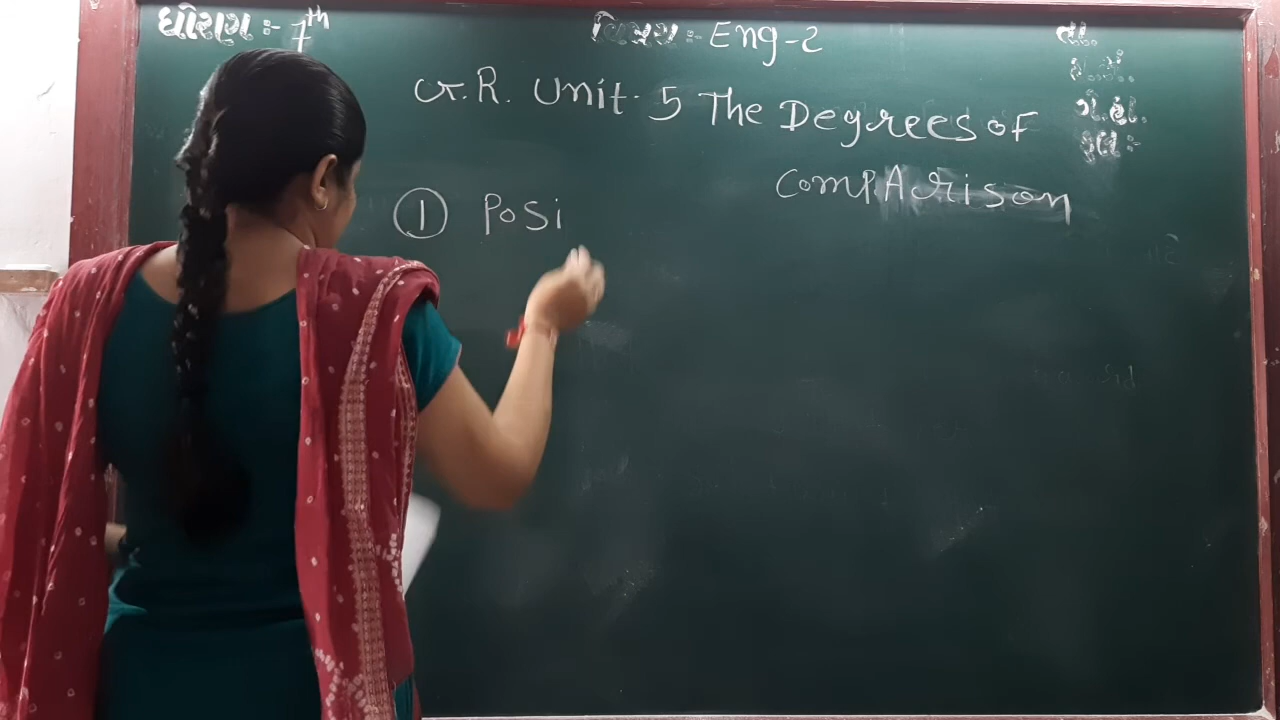 ધોરણ :- 7th
વિષય :- Eng-2
તા.
ગે.હા.
કુલ :-
Gr.R. Unit. 5 The Degrees of
CompArison
① Posi